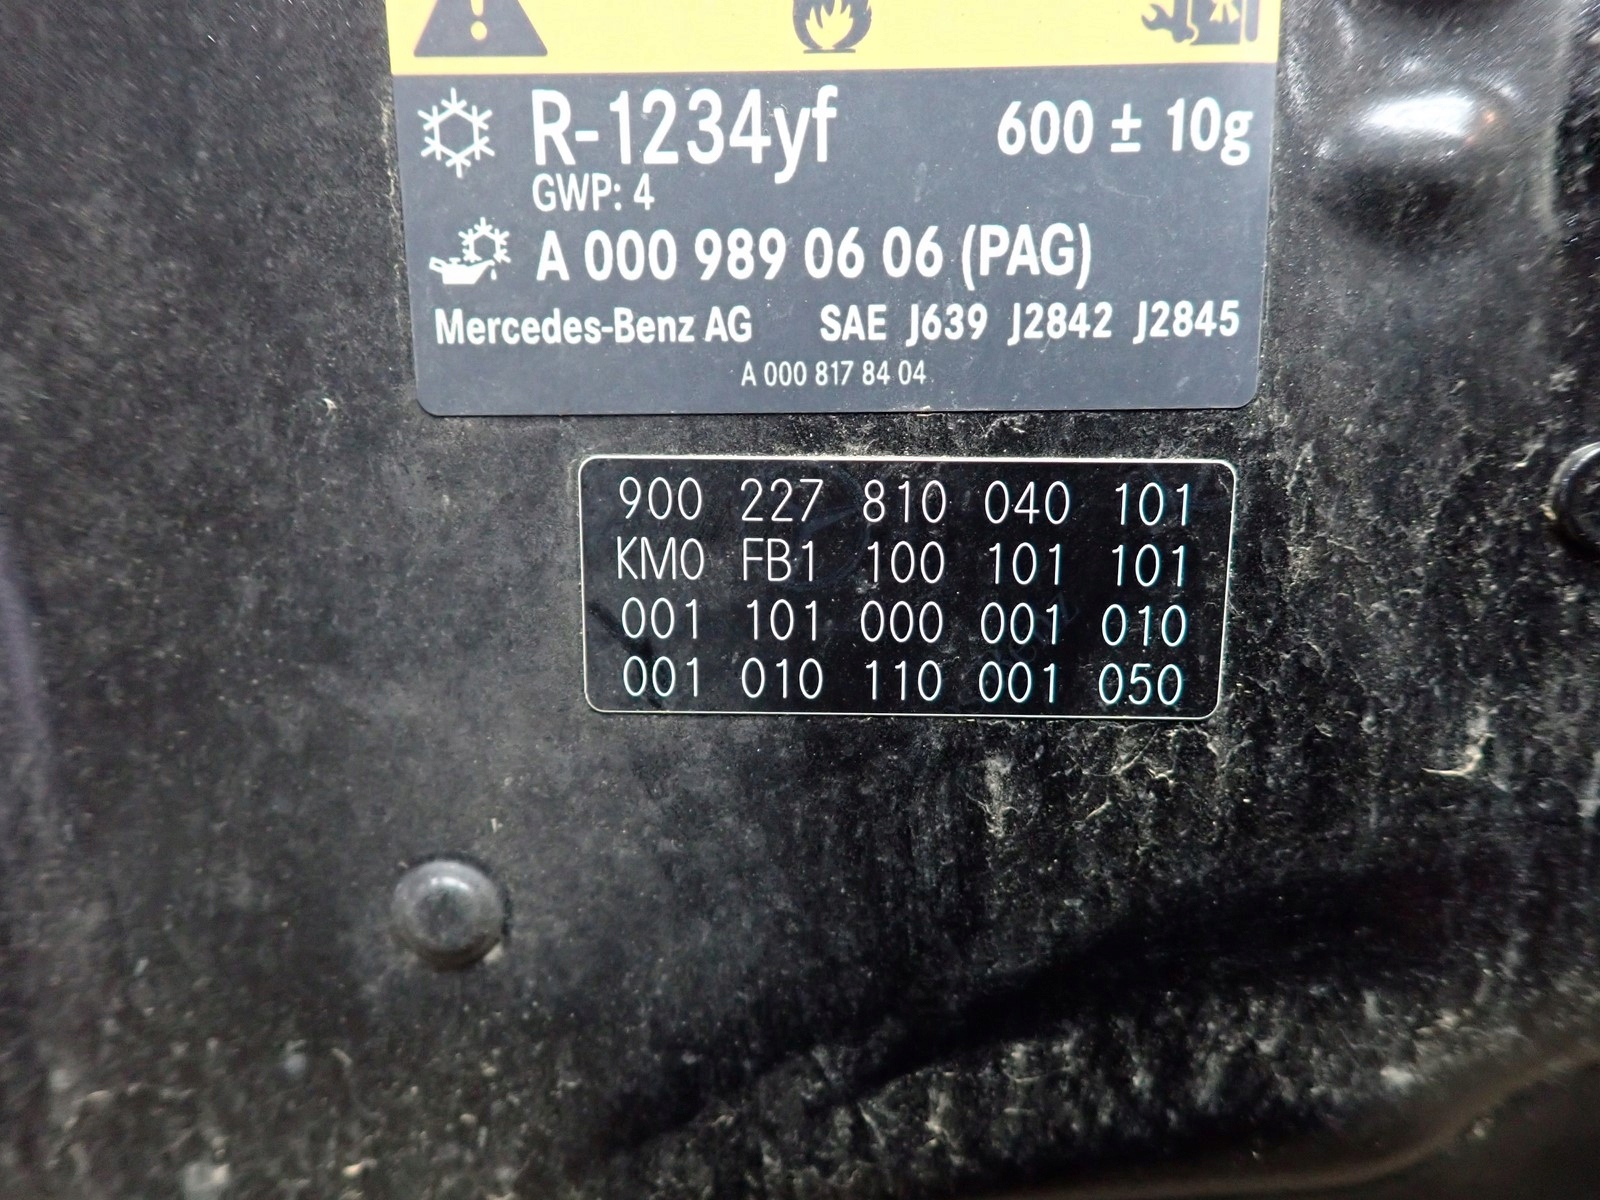 R-1234yf 600 ± 10g
GWP: 4
A 000 989 06 06 (PAG)
Mercedes-Benz AG SAE J639 J2842 J2845
A 000 817 84 04
900 227 810 040 101
KM0 FB1 100 101 101
001 101 000 001 010
001 010 110 001 050